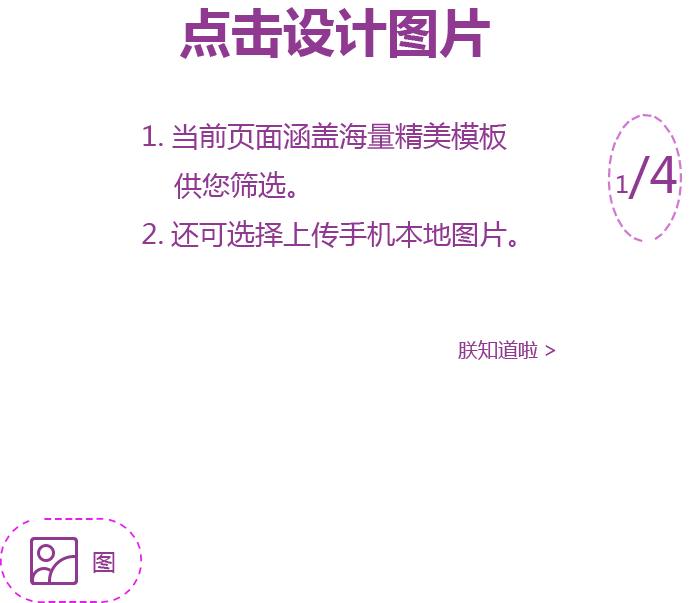 点击设计图片
1. 当前页面涵盖海量精美模板
供您筛选。
1/4
2. 还可选择上传手机本地图片。
朕知道啦 >
图